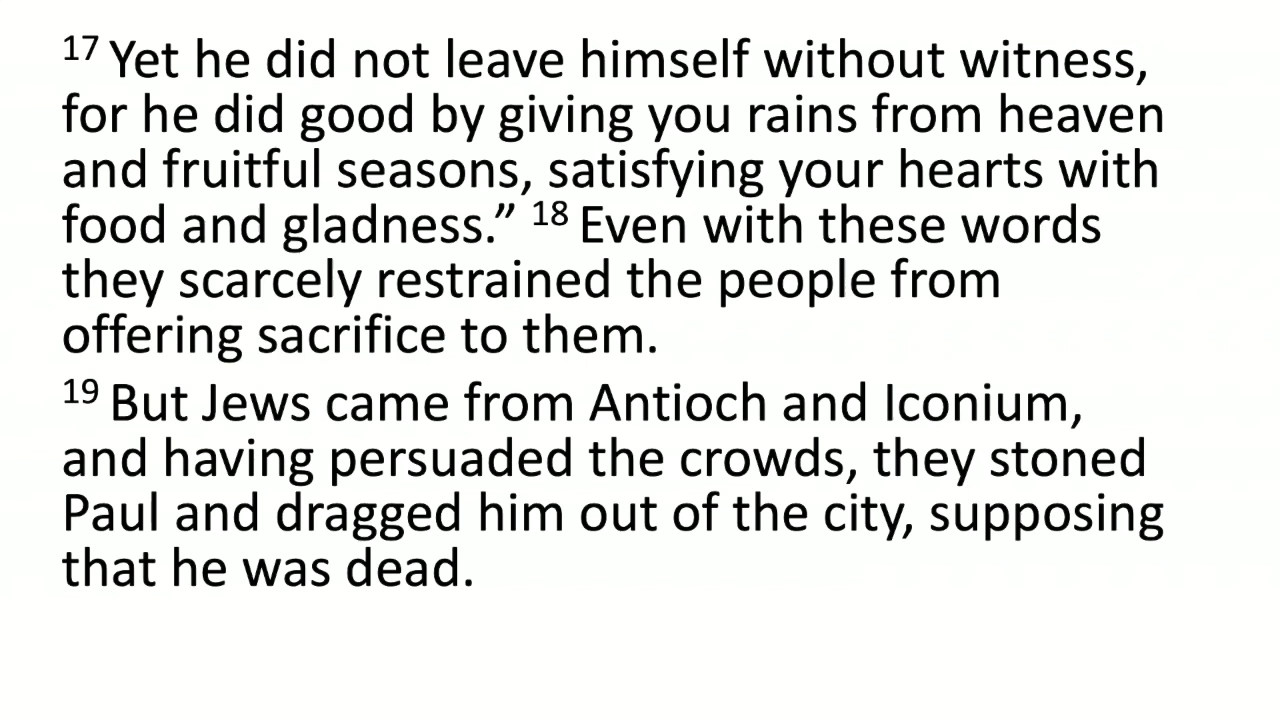 17 Yet he did not leave himself without witness,
for he did good by giving you rains from heaven
and fruitful seasons, satisfying your hearts with
food and gladness.” 18 Even with these words
they scarcely restrained the people from
offering sacrifice to them.
19 But Jews came from Antioch and Iconium,
and having persuaded the crowds, they stoned
Paul and dragged him out of the city, supposing
that he was dead.